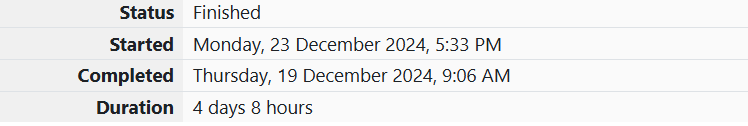 Status Finished
Started Monday, 23 December 2024, 5:33 PM
Completed Thursday, 19 December 2024, 9:06 AM
Duration 4 days 8 hours